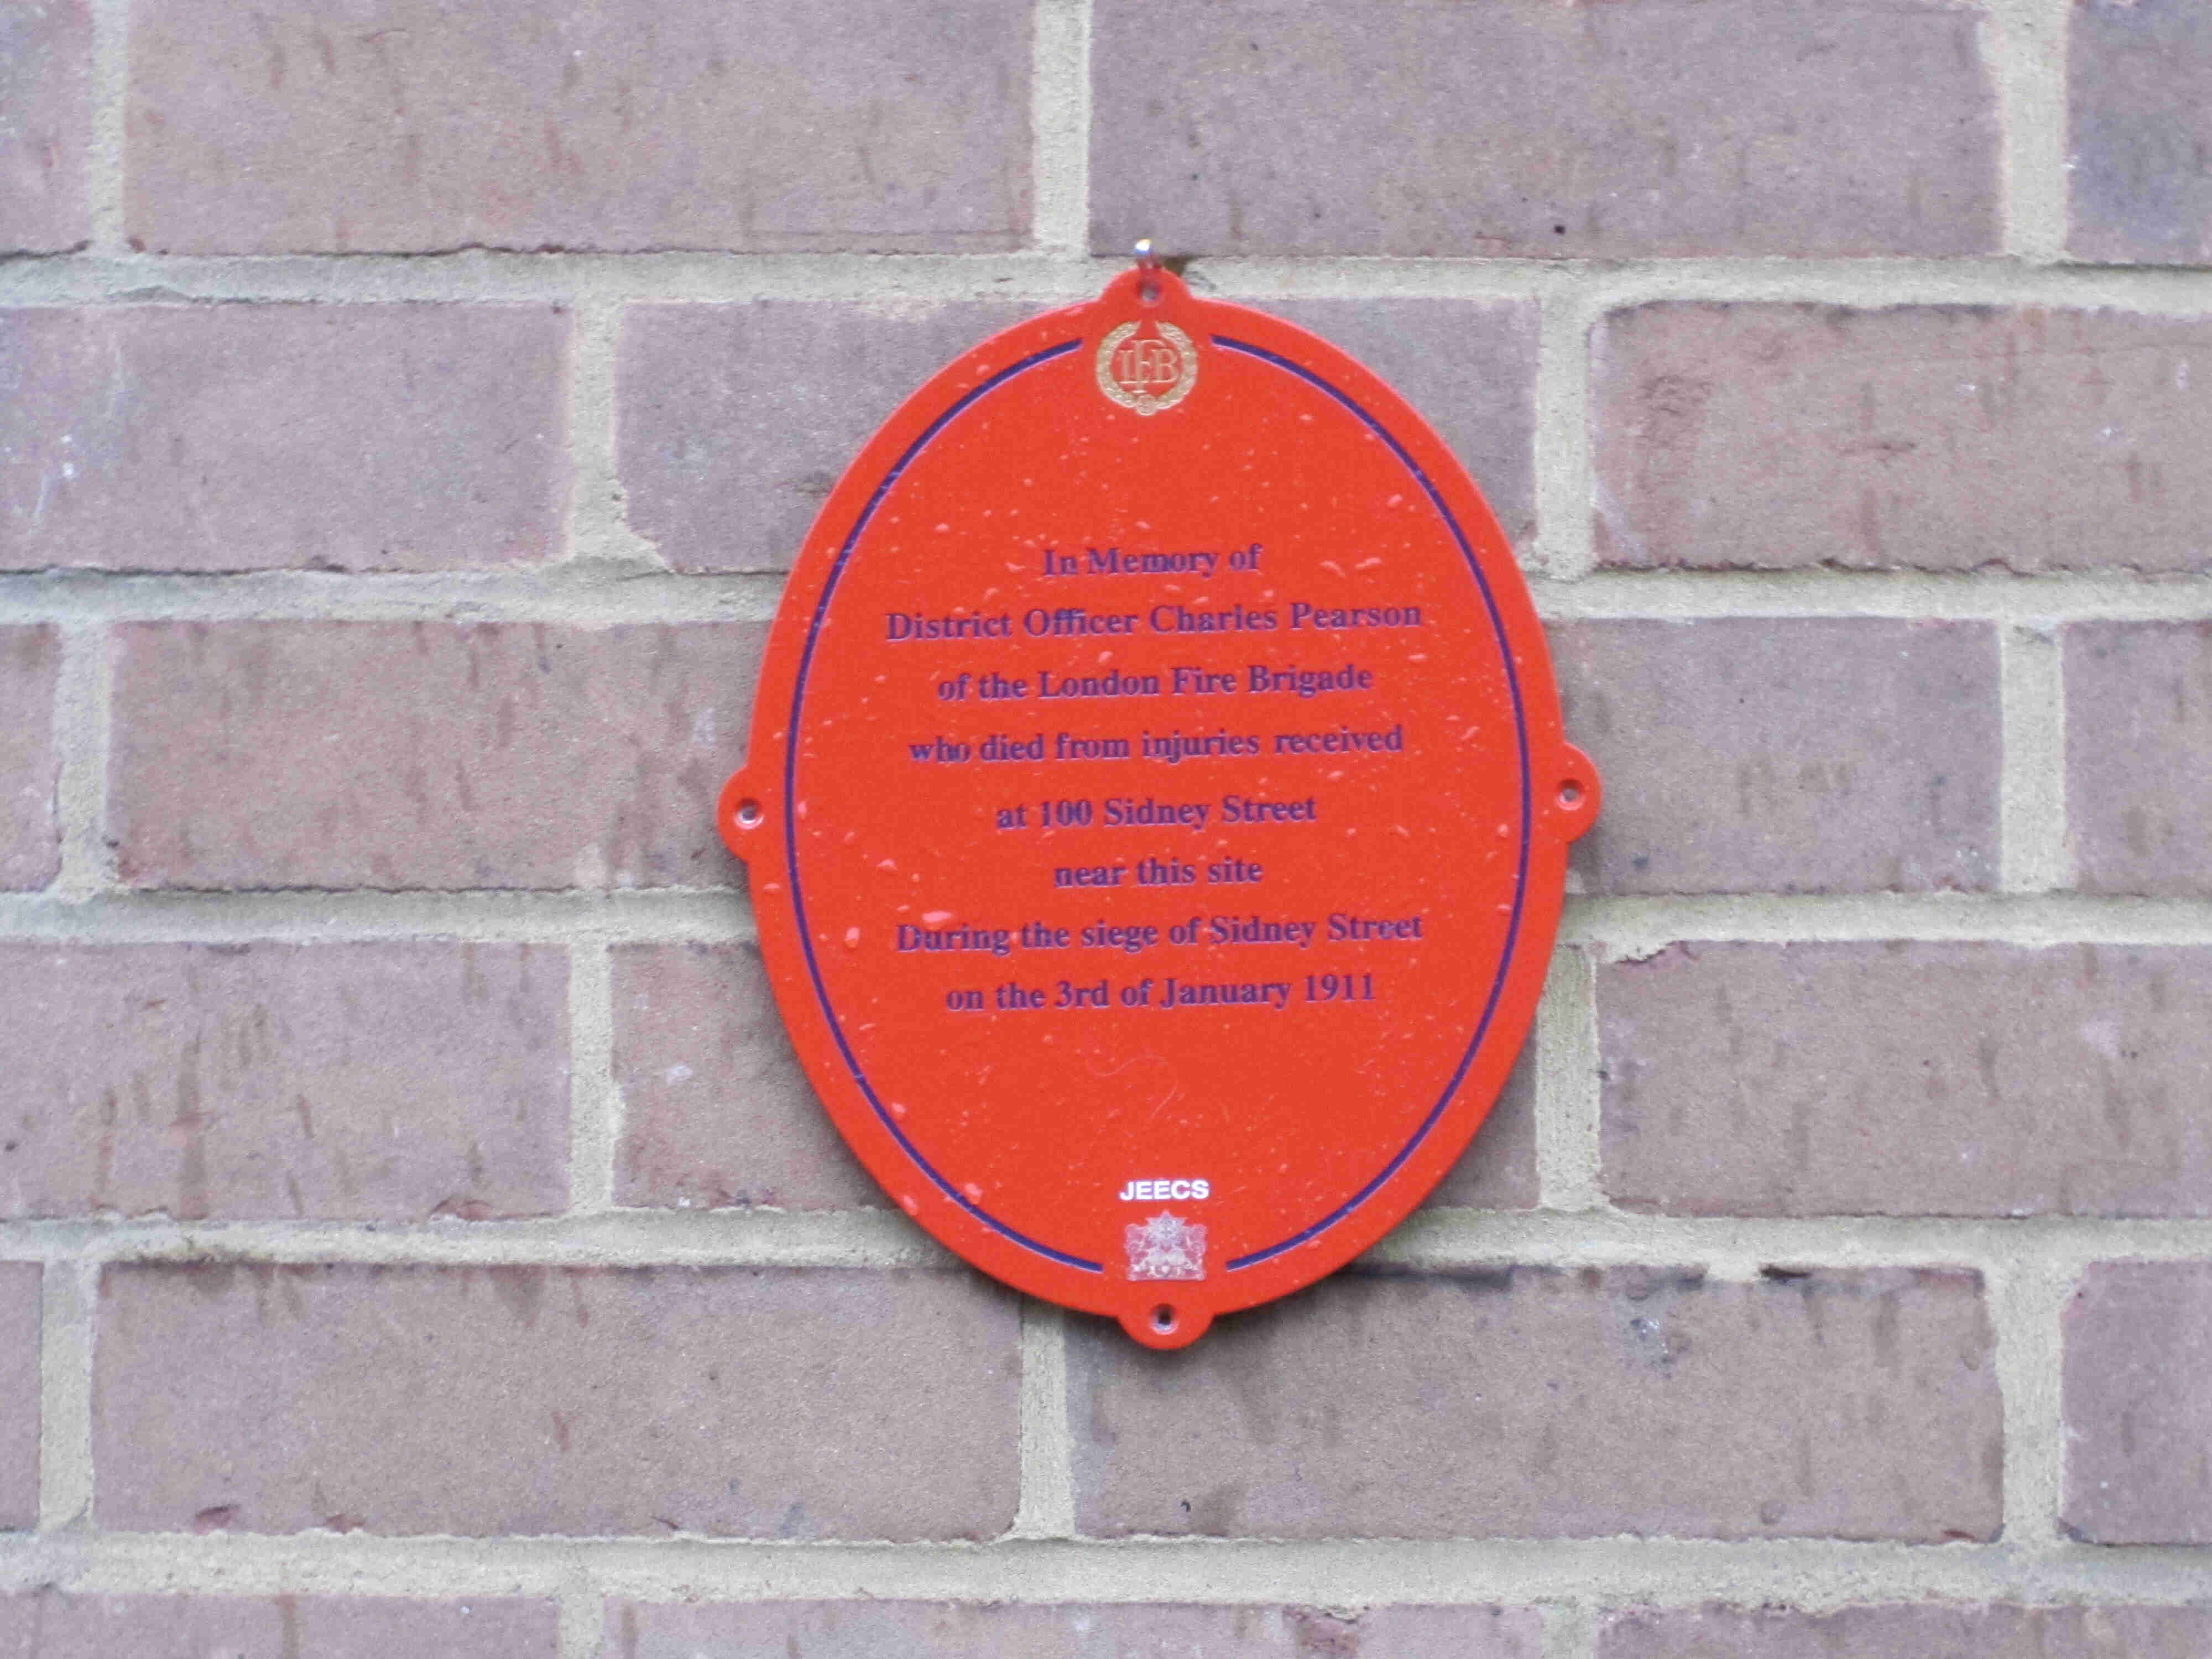 LFB
In Memory of
District Officer Charles Pearson
of the London Fire Brigade
who died from injuries received
at 100 Sidney Street
near this site
During the siege of Sidney Street
on the 3rd of January 1911
JEECS